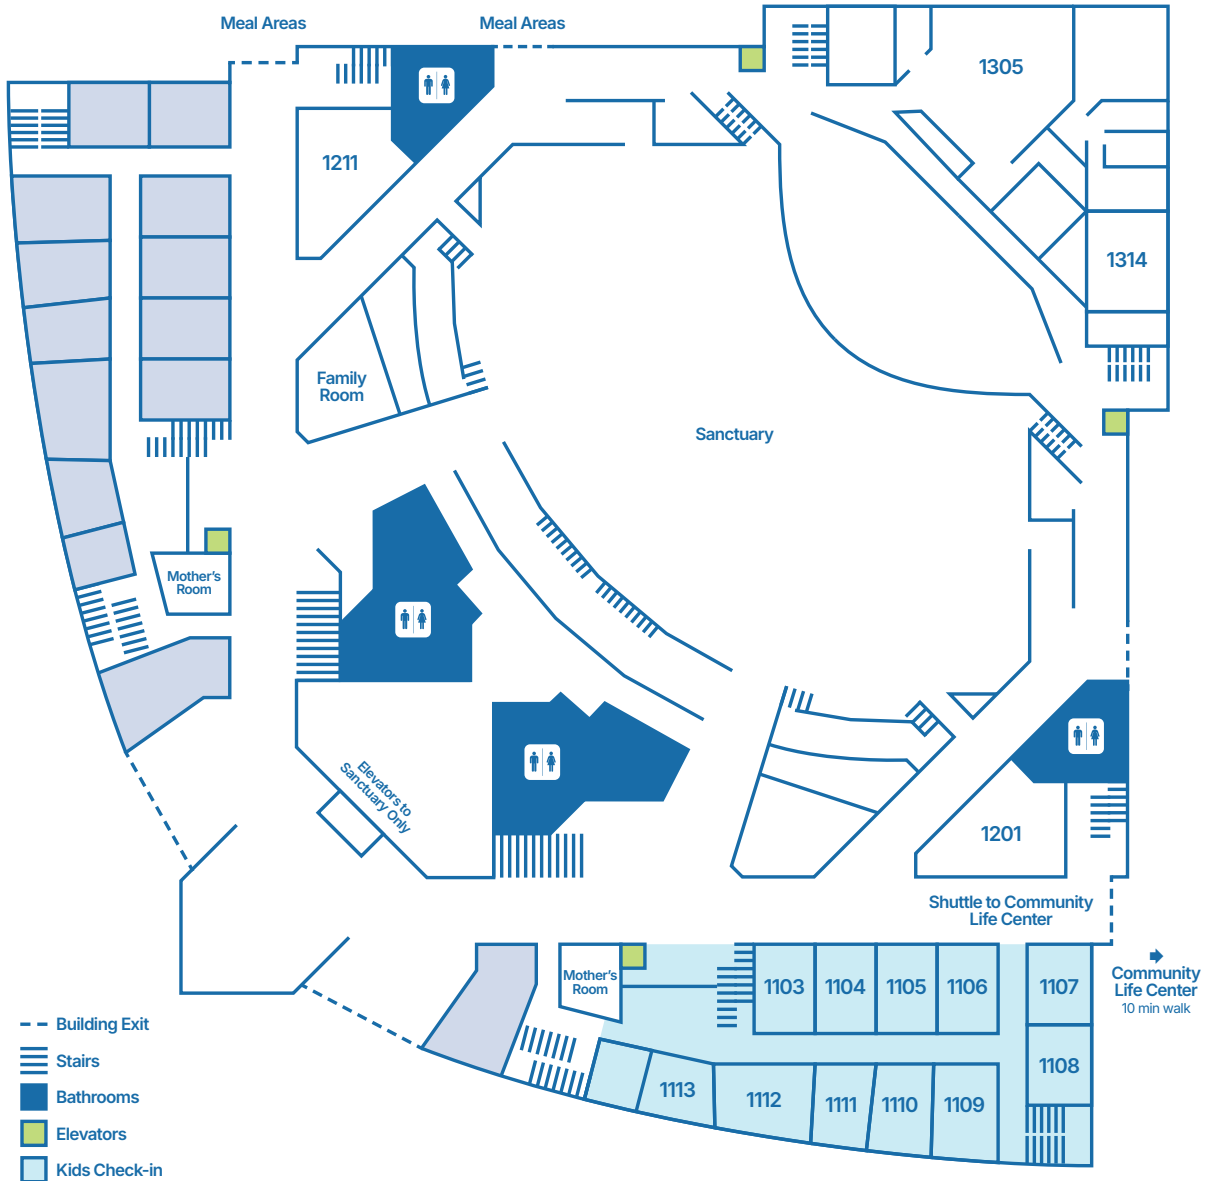 Meal Areas
Meal Areas
1305
1211
1314
Family
Room
Sanctuary
Mother's
Room
Elevators to
Sanctuary Only
1201
Shuttle to Community
Life Center
Mother's
Room
1103
1104
1105
1106
1107
Community
Life Center
10 min walk
1108
1113
1112
1111
1110
1109
Building Exit
Stairs
Bathrooms
Elevators
Kids Check-in